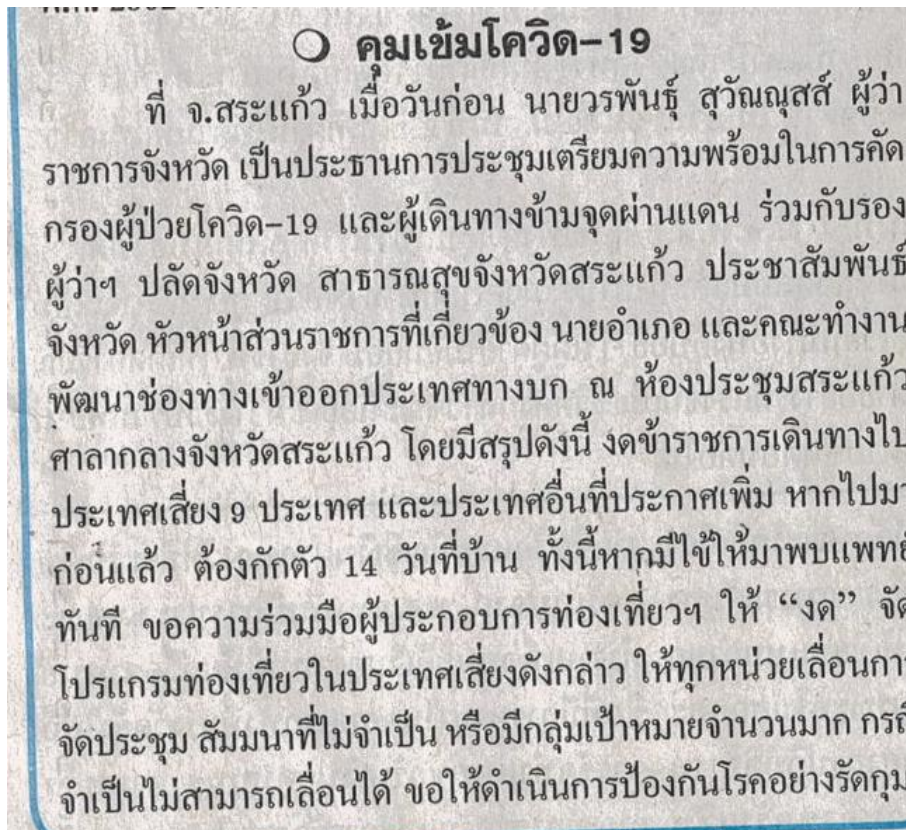 ○ คุมเข้มโควิด-19
ที่ จ.สระแก้ว เมื่อวันก่อน นายวรพันธุ์ สุวัณณุสส์ ผู้ว่า
ราชการจังหวัด เป็นประธานการประชุมเตรียมความพร้อมในการคัด
กรองผู้ป่วยโควิด-19 และผู้เดินทางข้ามจุดผ่านแดน ร่วมกับรอง
ผู้ว่าฯ ปลัดจังหวัด สาธารณสุขจังหวัดสระแก้ว ประชาสัมพันธ์
จังหวัด หัวหน้าส่วนราชการที่เกี่ยวข้อง นายอำเภอ และคณะทำงาน
พัฒนาช่องทางเข้าออกประเทศทางบก ณ ห้องประชุมสระแก้ว
ศาลากลางจังหวัดสระแก้ว โดยมีสรุปดังนี้ งดข้าราชการเดินทางไป
ประเทศเสี่ยง 9 ประเทศ และประเทศอื่นที่ประกาศเพิ่ม หากไปมา
ก่อนแล้ว ต้องกักตัว 14 วันที่บ้าน ทั้งนี้หากมีไข้ให้มาพบแพทย์
ทันที ขอความร่วมมือผู้ประกอบการท่องเที่ยวฯ ให้ “งด” จัด
โปรแกรมท่องเที่ยวในประเทศเสี่ยงดังกล่าว ให้ทุกหน่วยเลื่อนการ
จัดประชุม สัมมนาที่ไม่จำเป็น หรือมีกลุ่มเป้าหมายจำนวนมาก กรณี
จำเป็นไม่สามารถเลื่อนได้ ขอให้ดำเนินการป้องกันโรคอย่างรัดกุม